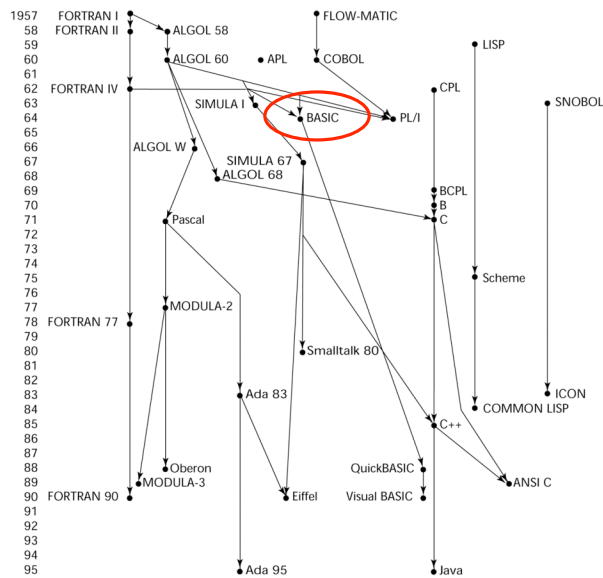 1957 FORTRAN I FLOW-MATIC
58 FORTRAN II ALGOL 58
59 LISP
60 ALGOL 60 APL COBOL
61
62 FORTRAN IV CPL
63 SIMULA I SNOBOL
64 BASIC PL/I
65
66 ALGOL W
67 SIMULA 67
68 ALGOL 68
69 BCPL
70 B
71 Pascal C
72
73
74
75 Scheme
76
77 MODULA-2
78 FORTRAN 77
79
80 Smalltalk 80
81
82
83 Ada 83 ICON
84 COMMON LISP
85 C++
86
87
88 Oberon QuickBASIC
89 MODULA-3 ANSI C
90 FORTRAN 90 Eiffel Visual BASIC
91
92
93
94
95 Ada 95 Java